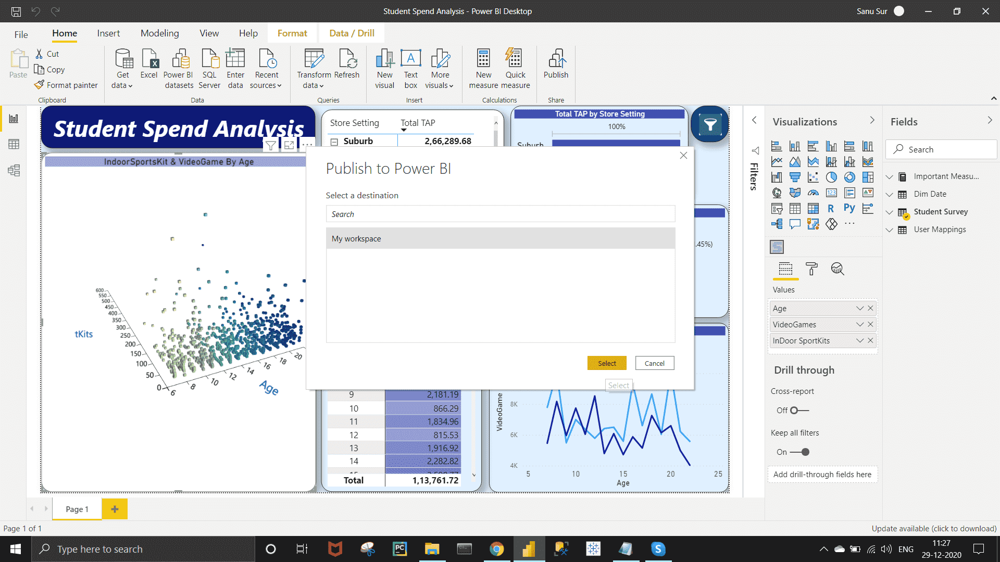 Student Spend Analysis - Power BI Desktop
Sanu Sur
File
Home
Insert
Modeling
View
Help
Format
Data / Drill
Paste
Cut
Copy
Format painter
Clipboard
Get data
Excel
Power BI datasets
SQL Server
Enter data
Recent sources
Data
Transform data
Refresh
Queries
New visual
Text box
More visuals
Insert
New measure
Quick measure
Calculations
Publish
Share
Student Spend Analysis
IndoorSportsKit & VideoGame By Age
600
550
500
450
400
350
300
250
200
150
100
50
0
tKits
6
8
10
12
14
16
18
20
Age
Store Setting Total TAP
Suburb 2,66,289.68
Total TAP by Store Setting
100%
Suburb
.45%)
Publish to Power BI
Select a destination
Search
My workspace
Select
Cancel
Select
9 2,181.19
10 866.29
11 1,834.96
12 815.53
13 1,916.92
14 2,282.82
Total 1,13,761.72
VideoGame
8K
6K
4K
5 10 15 20 25
Age
Filters
Visualizations
R
Py
123
Values
Age
VideoGames
InDoor SportKits
Drill through
Cross-report
Off
Keep all filters
On
Add drill-through fields here
Fields
Search
Important Measu...
Dim Date
Student Survey
User Mappings
Page 1
Page 1 of 1
Update available (click to download)
Type here to search
PC
S
ENG
11:27
29-12-2020